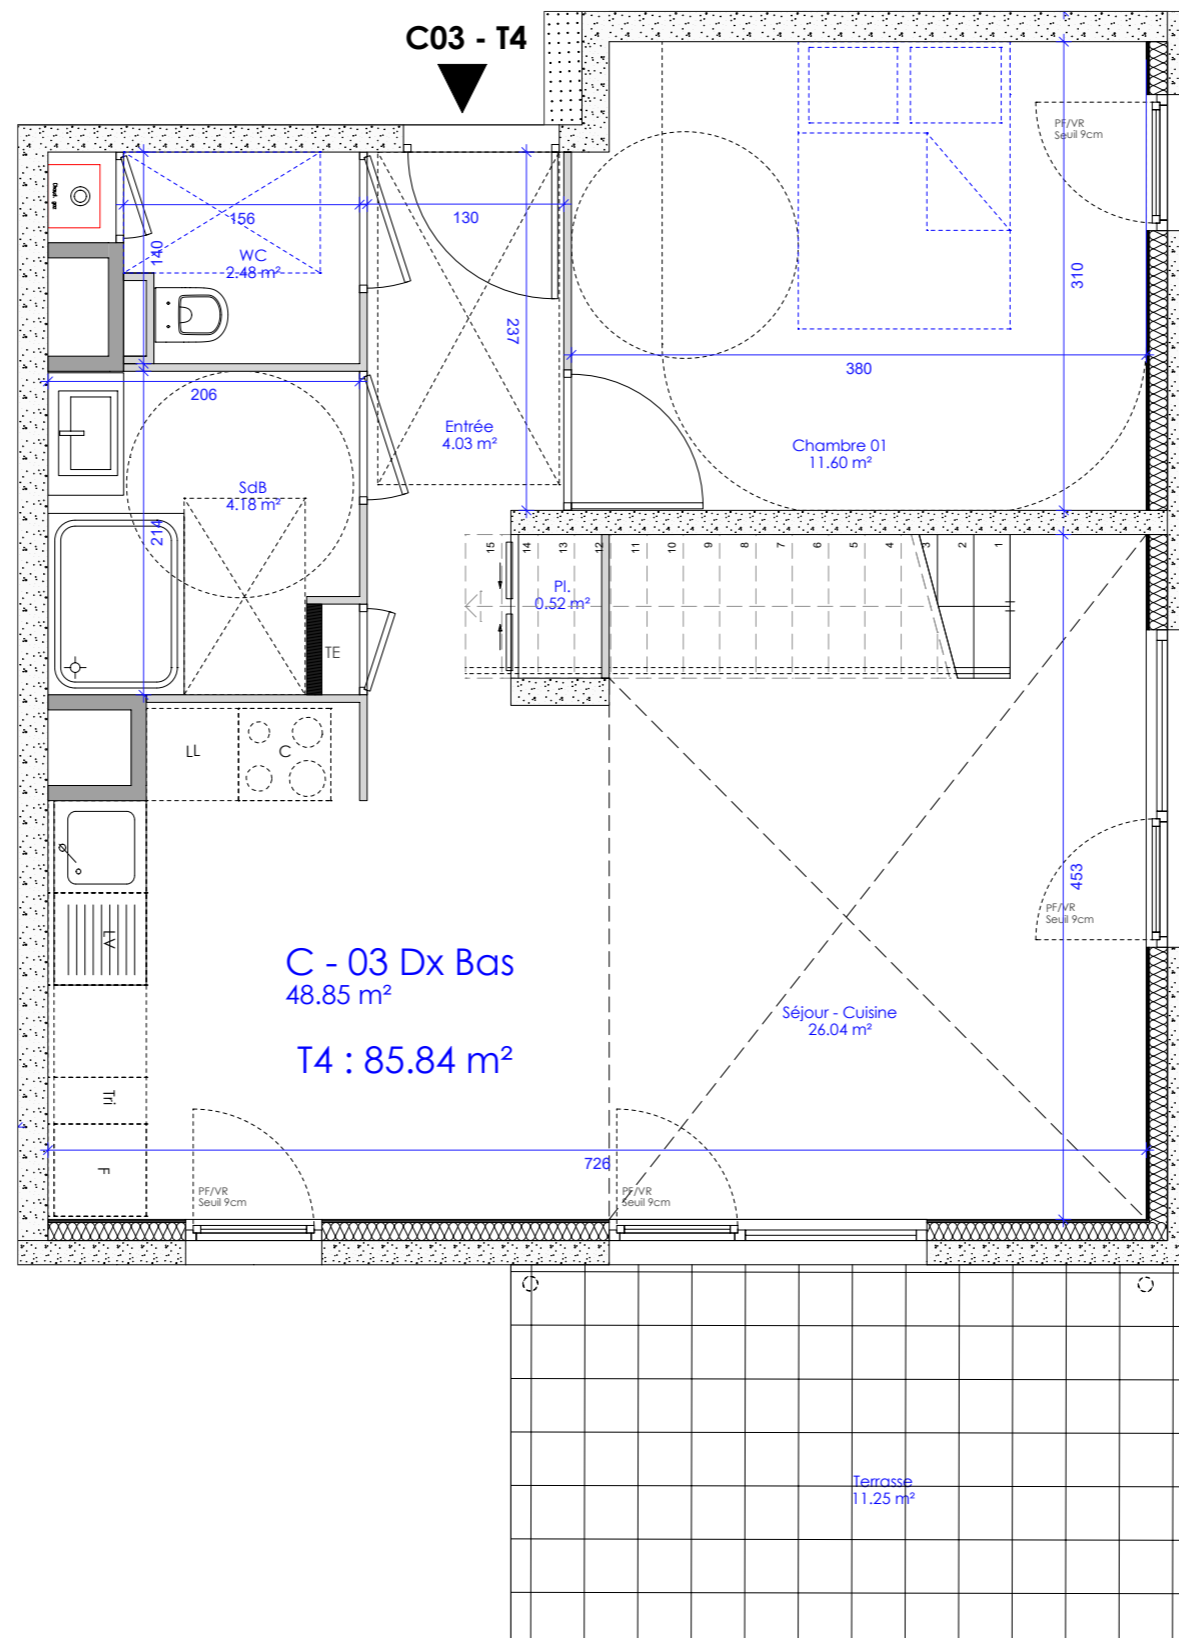 C03 - T4
PF/VR
Seuil 9cm
156
130
140
WC
2.48 m²
237
310
380
206
Entrée
4.03 m²
Chambre 01
11.60 m²
SdB
4.18 m²
214
15
14
13
12
11
10
9
8
7
6
5
4
3
2
1
Pl.
0.52 m²
TE
LL
C
LV
453
PF/VR
Seuil 9cm
C - 03 Dx Bas
48.85 m²
Séjour - Cuisine
26.04 m²
T4 : 85.84 m²
Tri
F
726
PF/VR
Seuil 9cm
PF/VR
Seuil 9cm
Terrasse
11.25 m²